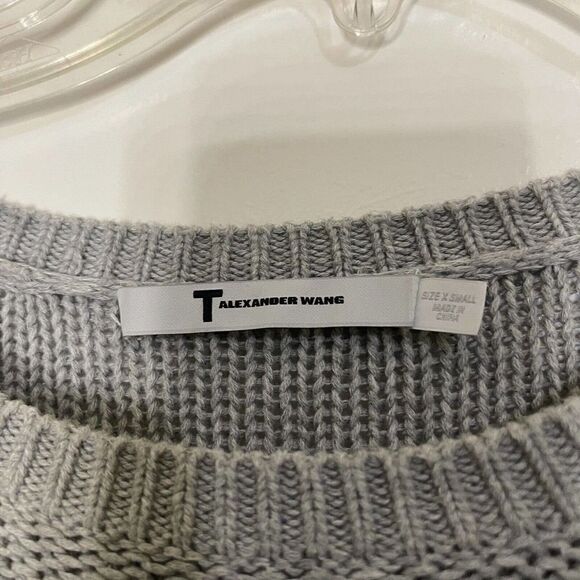 T ALEXANDER WANG
SIZE X SMALL
MADE IN
CHINA